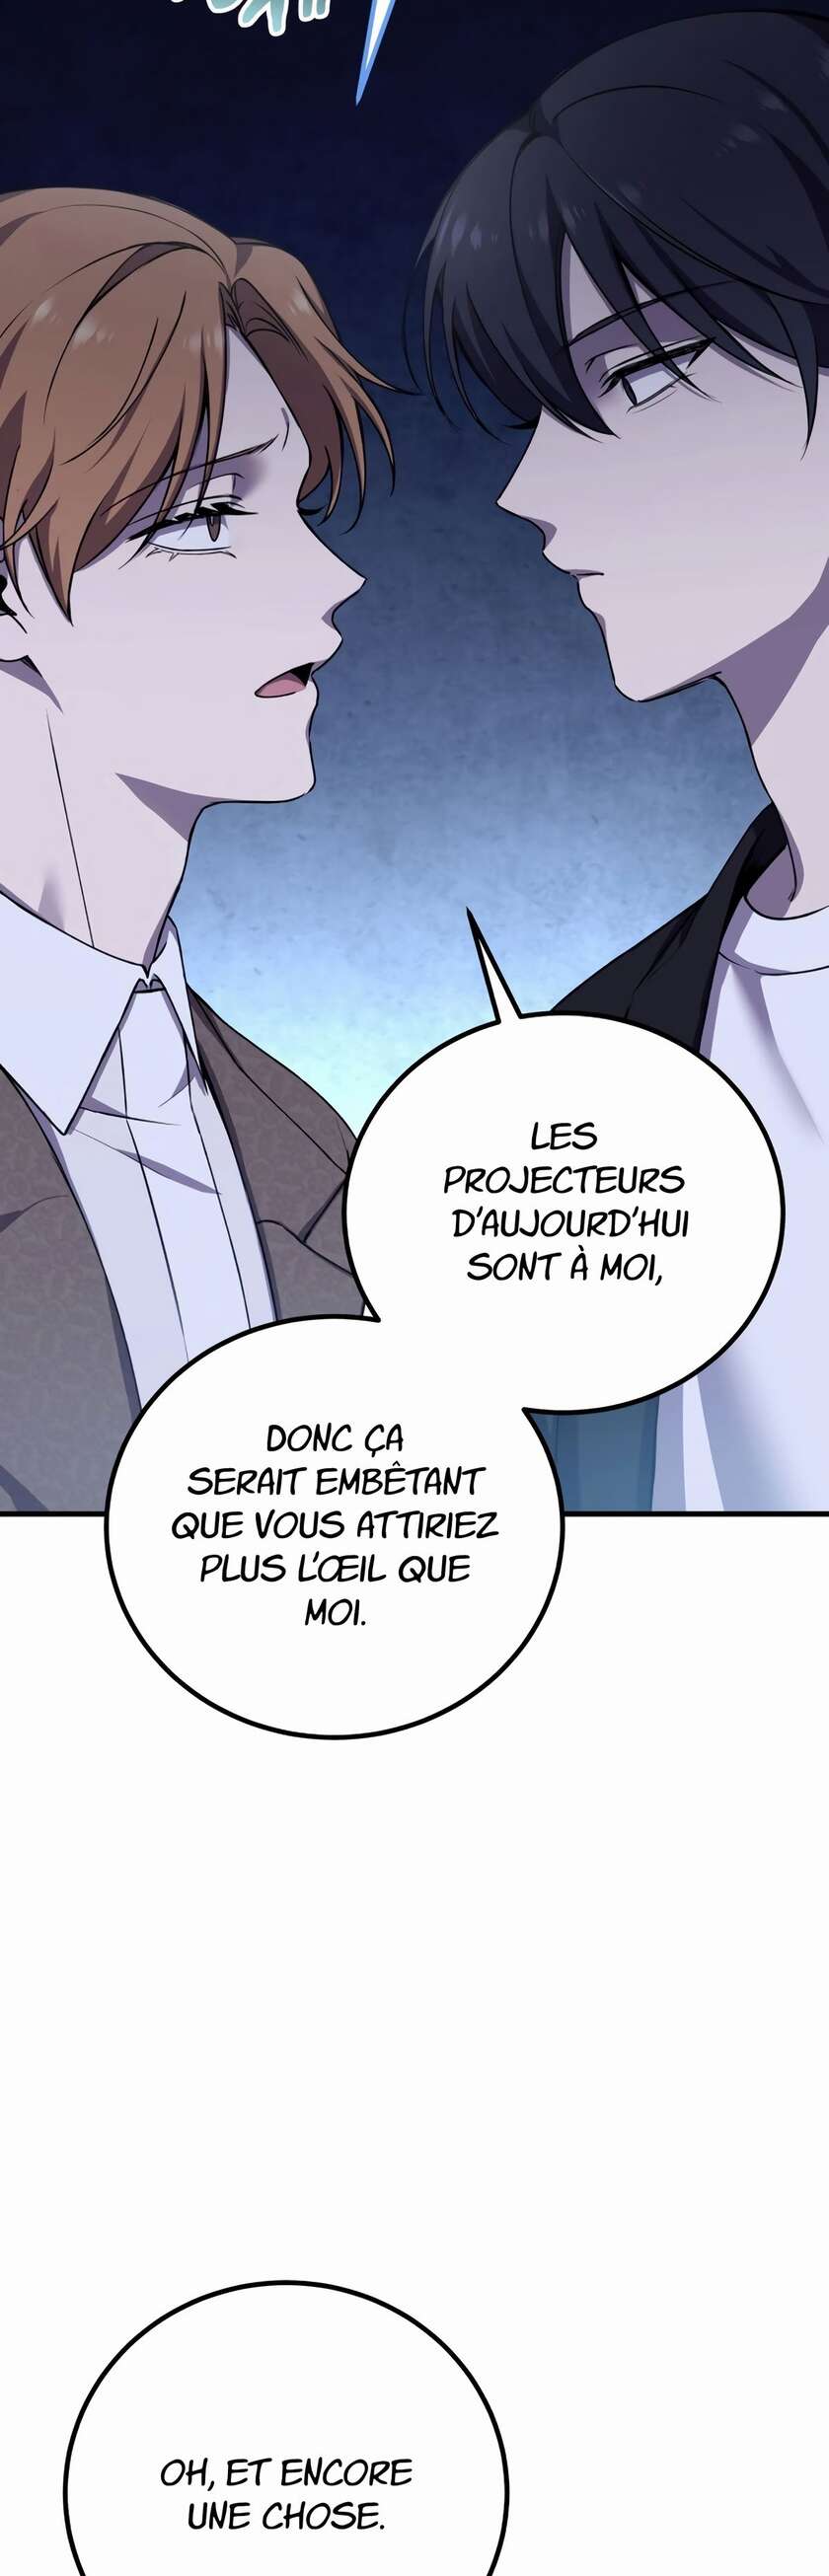 LES
PROJECTEURS
D'AUJOURD'HUI
SONT À MOI,
DONC ÇA
SERAIT EMBÊTANT
QUE VOUS ATTIRIEZ
PLUS L'ŒIL QUE
MOI.
OH, ET ENCORE
UNE CHOSE.